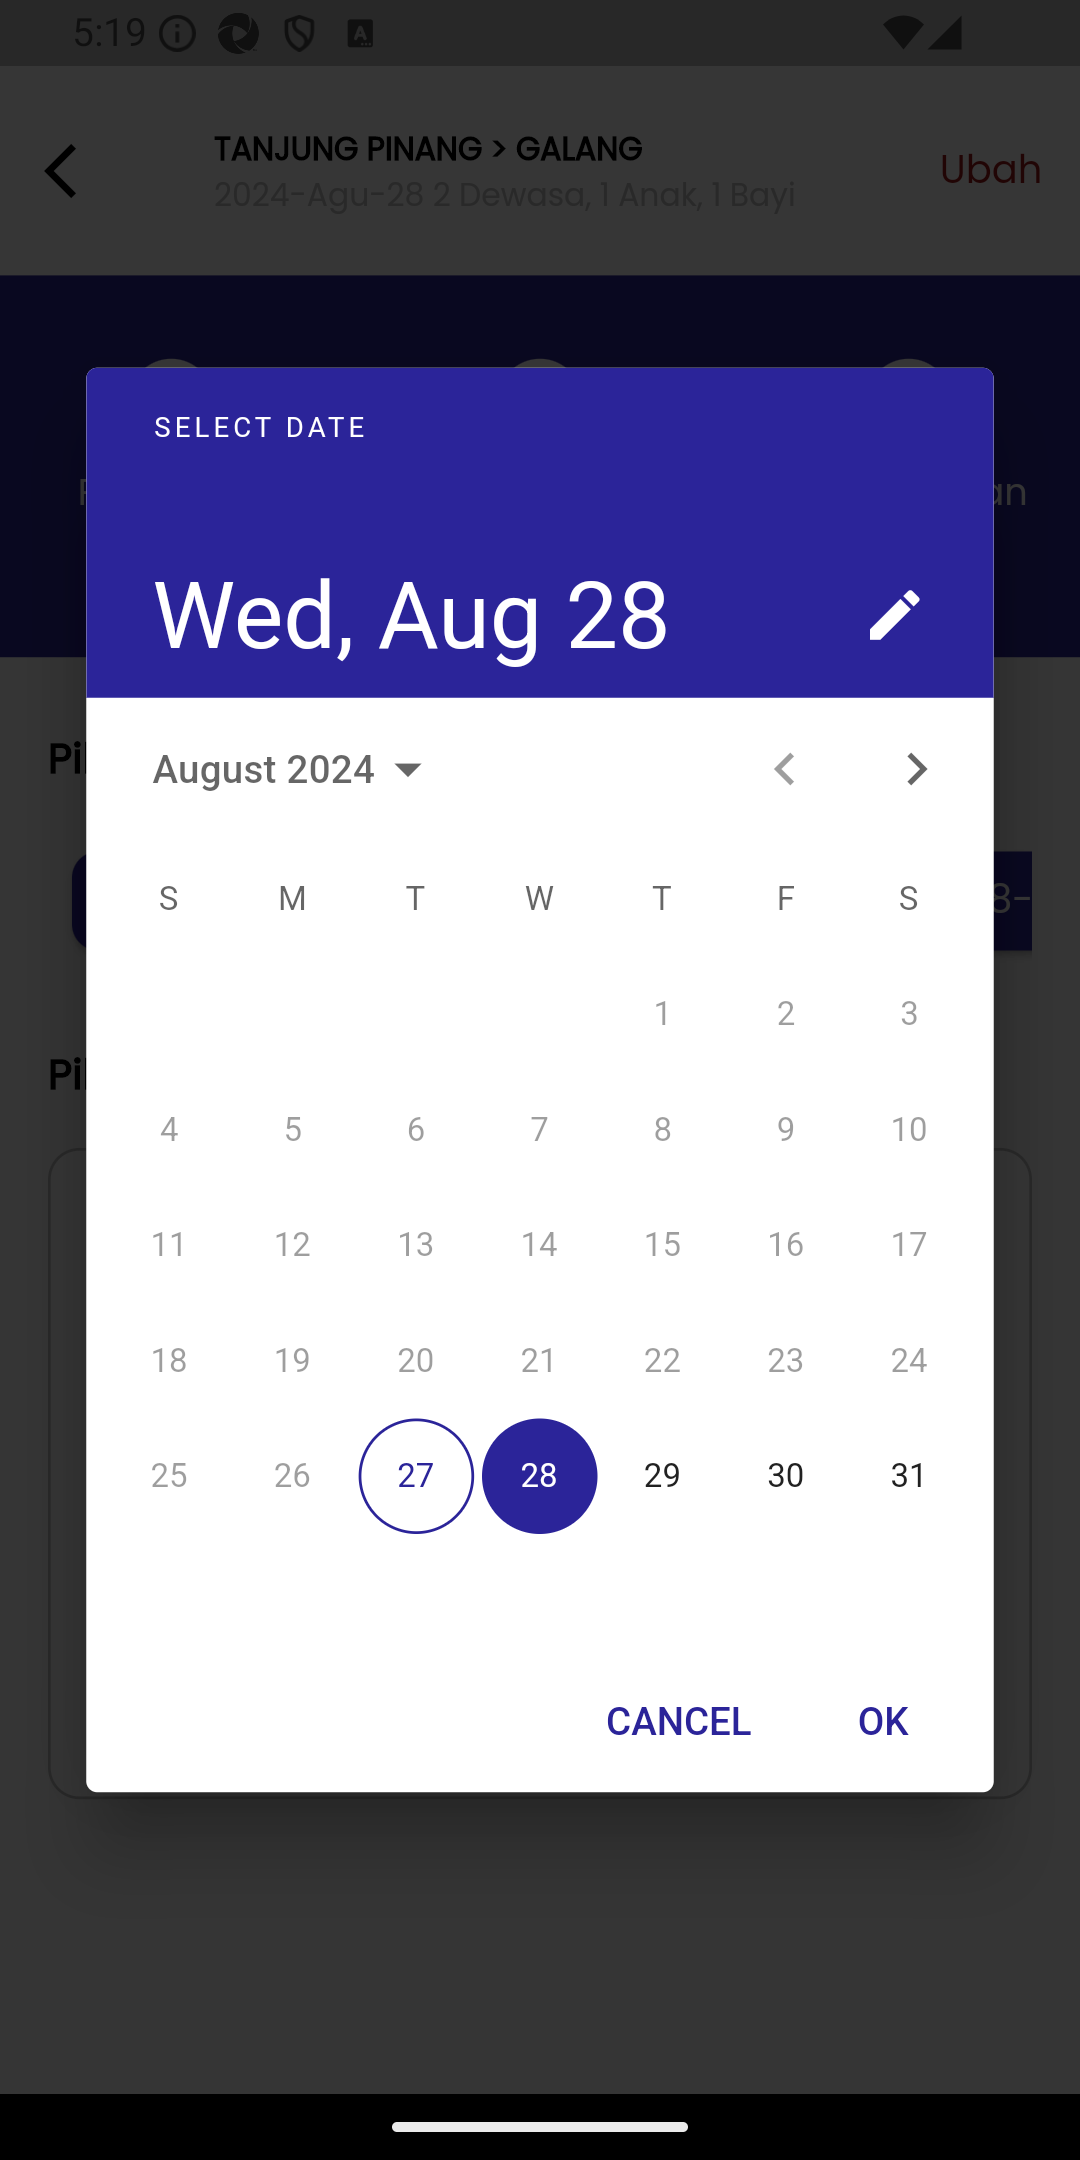 5:19
TANJUNG PINANG > GALANG
2024-Agu-28 2 Dewasa, 1 Anak, 1 Bayi
Ubah
SELECT DATE
Wed, Aug 28
August 2024
S M T W T F S
1 2 3
4 5 6 7 8 9 10
11 12 13 14 15 16 17
18 19 20 21 22 23 24
25 26 27 28 29 30 31
CANCEL OK